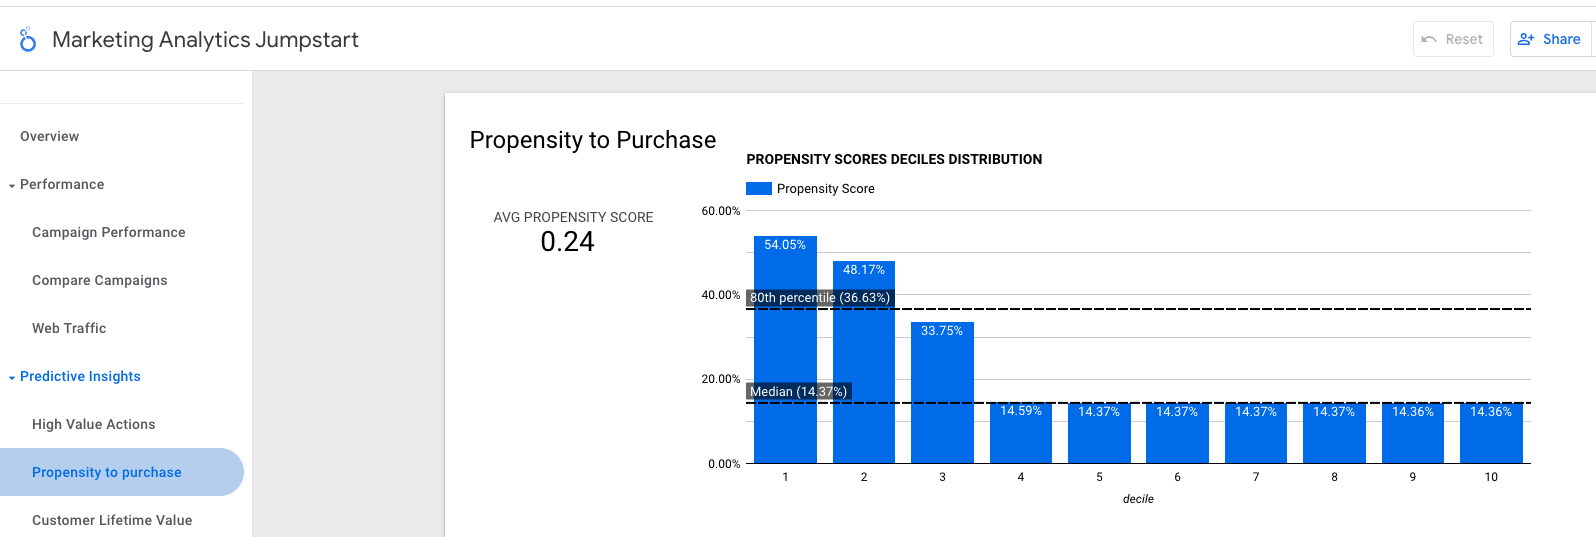 Marketing Analytics Jumpstart
Reset
Share
Overview
Performance
Campaign Performance
Compare Campaigns
Web Traffic
Predictive Insights
High Value Actions
Propensity to purchase
Customer Lifetime Value
Propensity to Purchase
AVG PROPENSITY SCORE
0.24
PROPENSITY SCORES DECILES DISTRIBUTION
Propensity Score
60.00%
40.00%
20.00%
0.00%
54.05%
48.17%
80th percentile (36.63%)
33.75%
Median (14.37%)
14.59%
14.37%
14.37%
14.37%
14.37%
14.36%
14.36%
1 2 3 4 5 6 7 8 9 10
decile